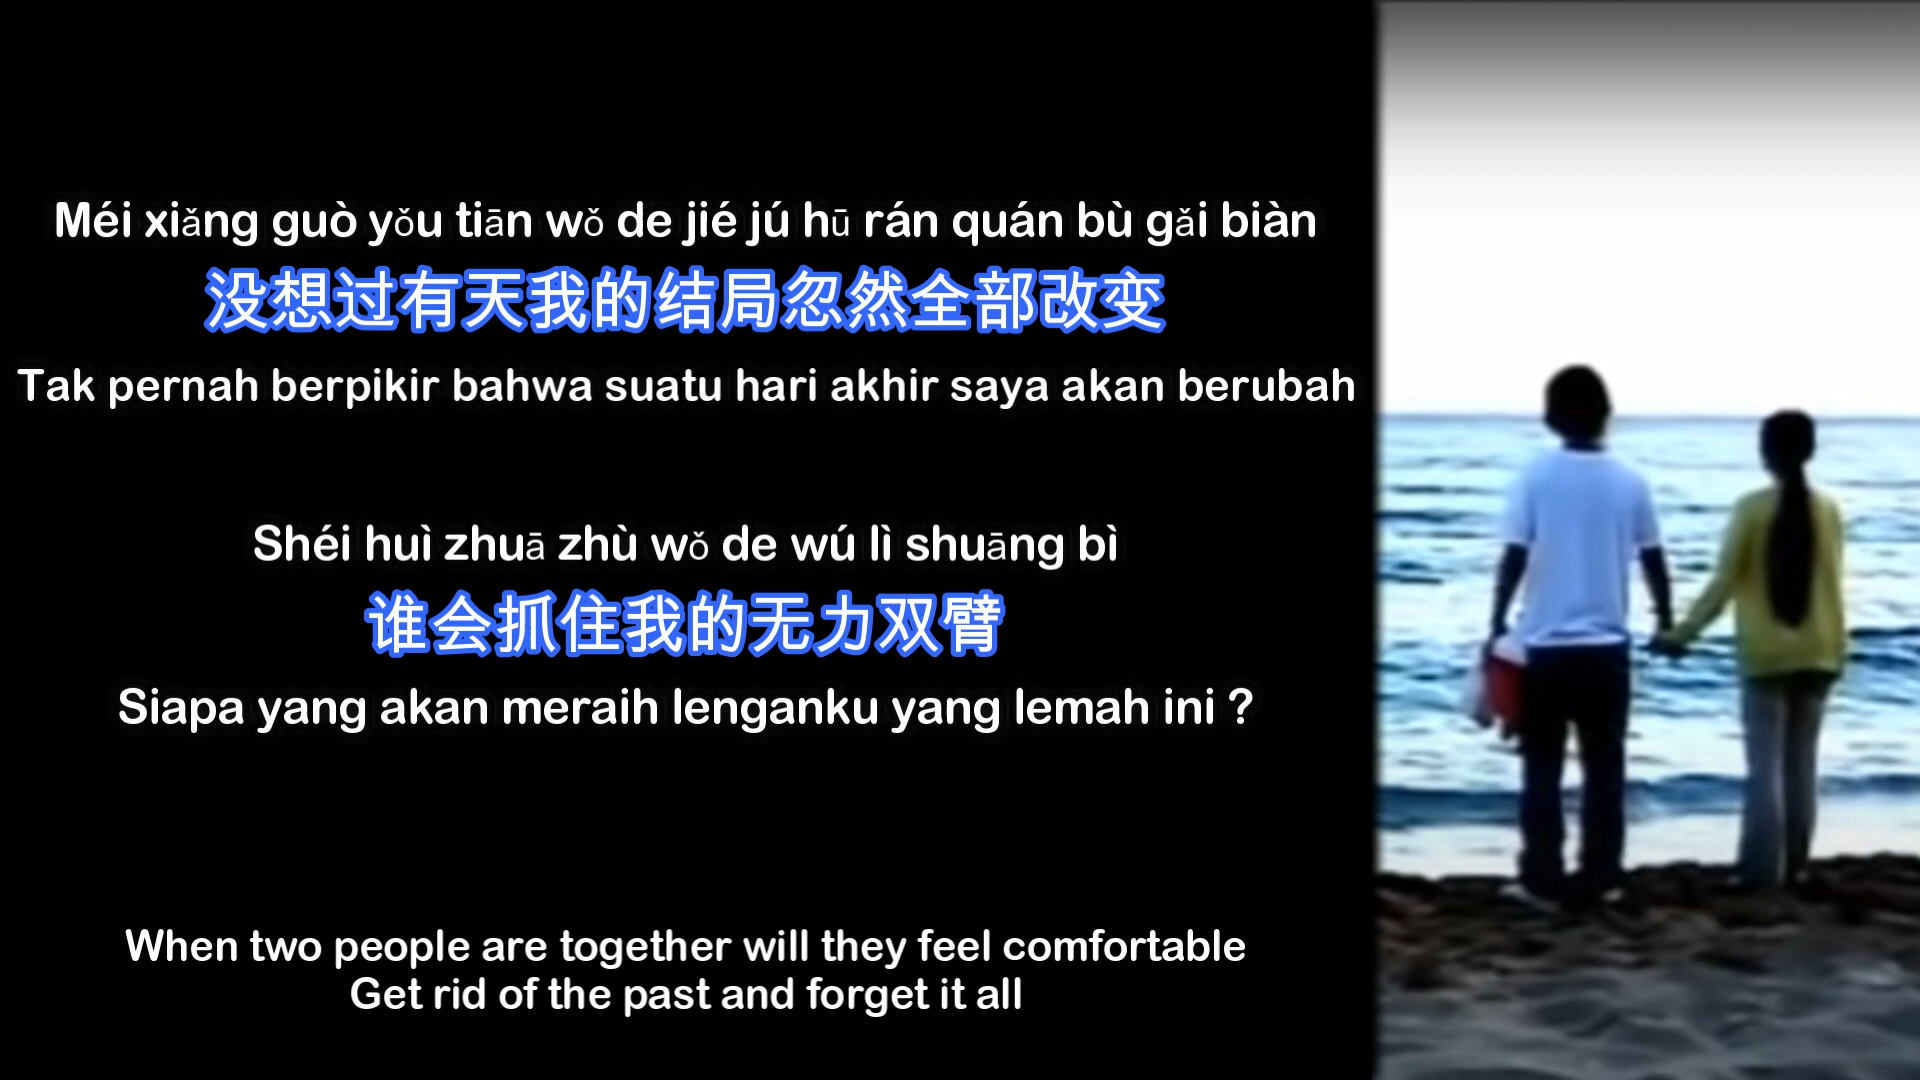 Méi xiǎng guò yǒu tiān wǒ de jié jú hū rán quán bù gǎi biàn
没想过有天我的结局忽然全部改变
Tak pernah berpikir bahwa suatu hari akhir saya akan berubah
Shéi huì zhuā zhù wǒ de wú lì shuāng bì
谁会抓住我的无力双臂
Siapa yang akan meraih lenganku yang lemah ini ?
When two people are together will they feel comfortable
Get rid of the past and forget it all